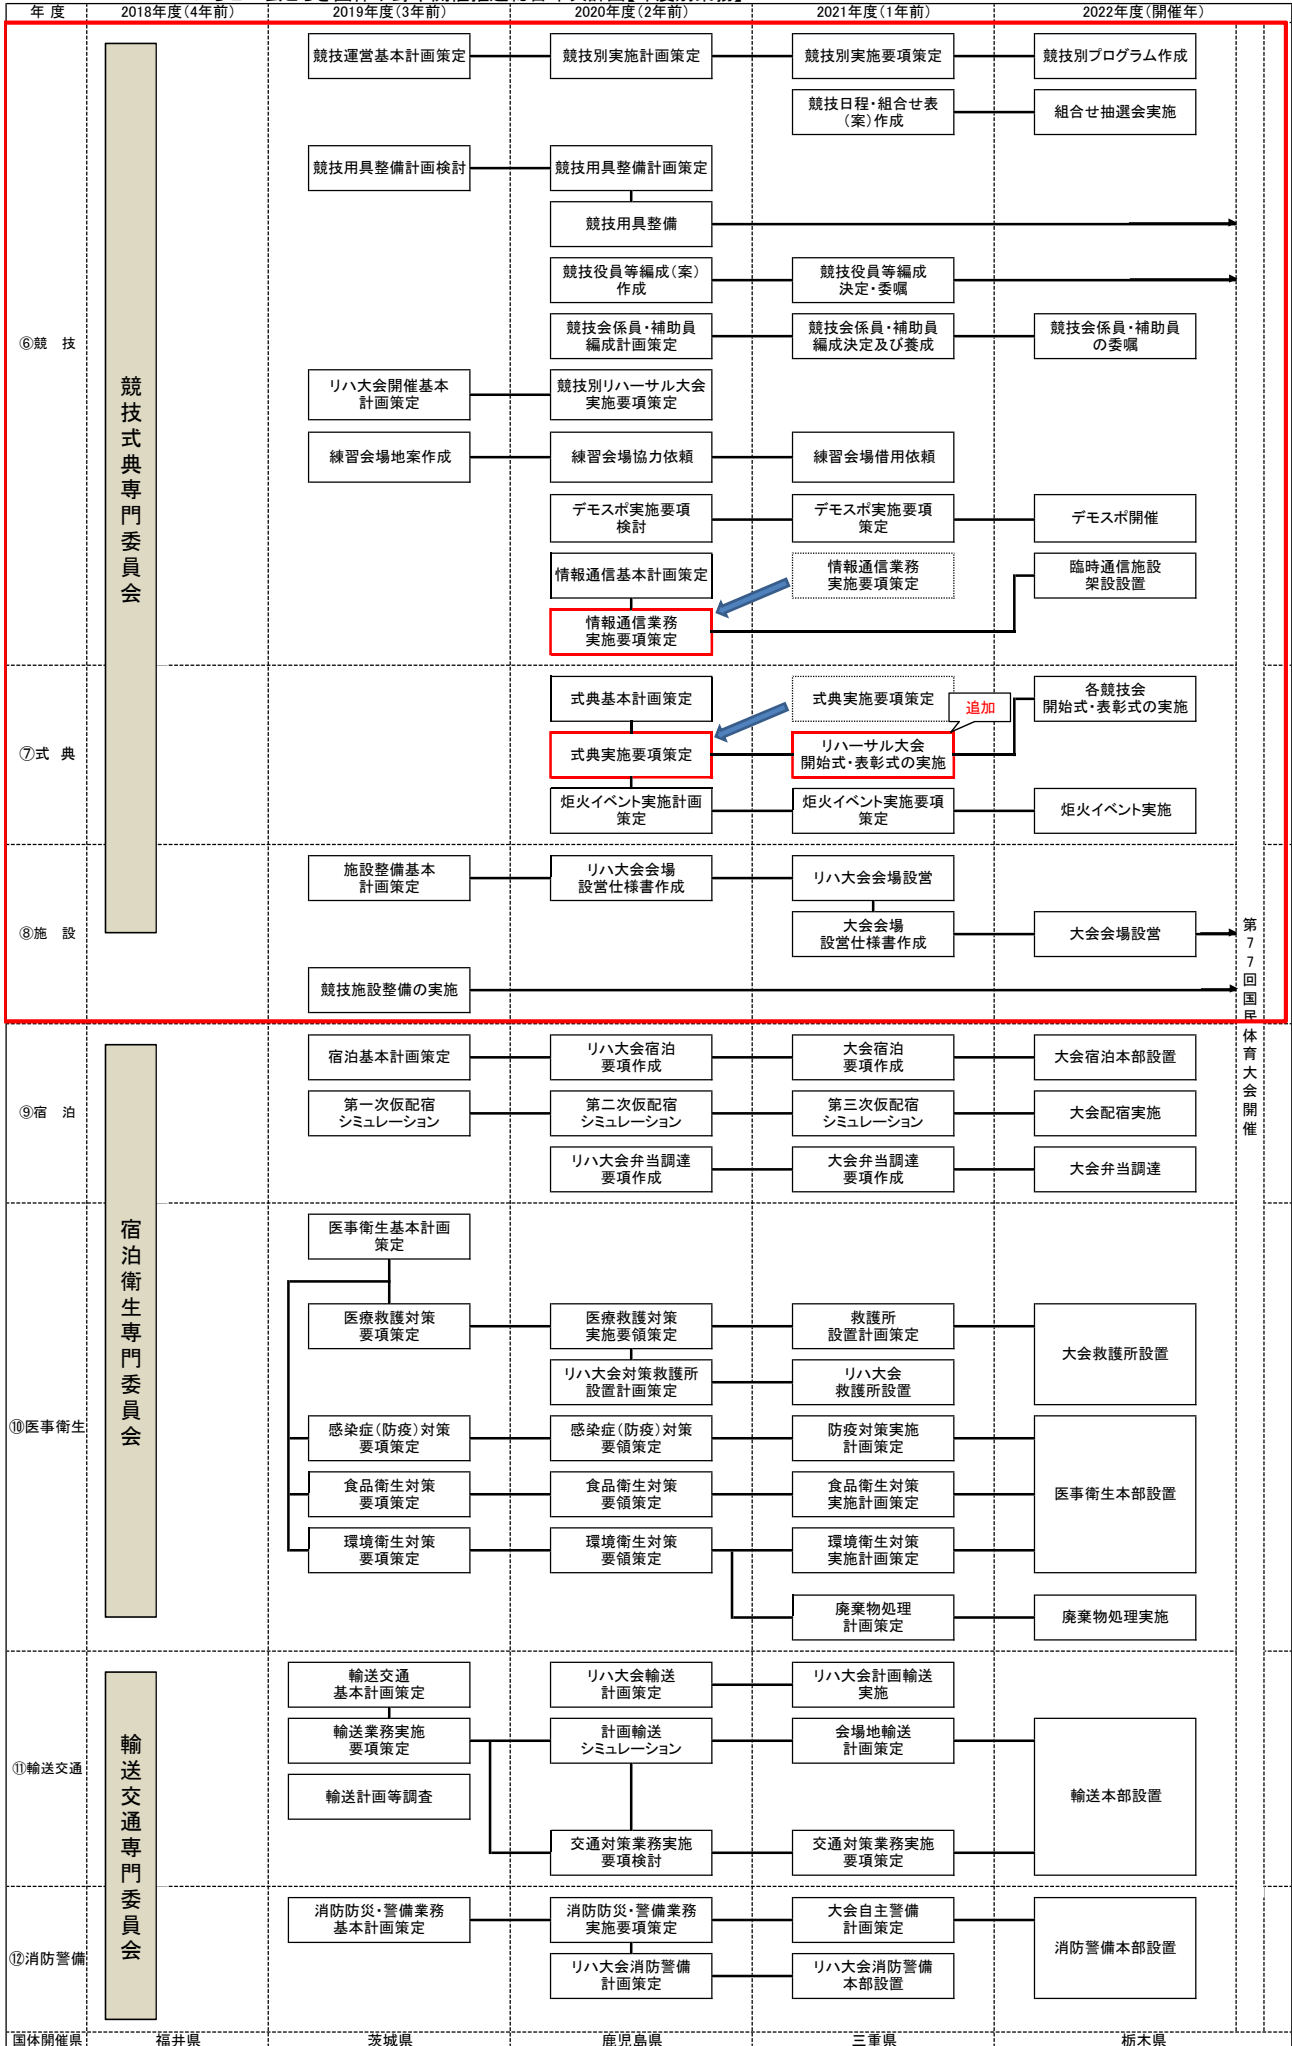 年 度
2018年度(4年前)
2019年度(3年前)
2020年度(2年前)
2021年度(1年前)
2022年度(開催年)
競技式典専門委員会
⑥競 技
競技運営基本計画策定
競技別実施計画策定
競技別実施要項策定
競技別プログラム作成
競技日程・組合せ表
(案)作成
組合せ抽選会実施
競技用具整備計画検討
競技用具整備計画策定
競技用具整備
競技役員等編成(案)
作成
競技役員等編成
決定・委嘱
競技会係員・補助員
編成計画策定
競技会係員・補助員
編成決定及び養成
競技会係員・補助員
の委嘱
リハ大会開催基本
計画策定
競技別リハーサル大会
実施要項策定
練習会場地案作成
練習会場協力依頼
練習会場借用依頼
デモスポ実施要項
検討
デモスポ実施要項
策定
デモスポ開催
情報通信基本計画策定
情報通信業務
実施要項策定
臨時通信施設
架設設置
情報通信業務
実施要項策定
⑦式 典
式典基本計画策定
式典実施要項策定
追加
各競技会
開始式・表彰式の実施
式典実施要項策定
リハーサル大会
開始式・表彰式の実施
炬火イベント実施計画
策定
炬火イベント実施要項
策定
炬火イベント実施
⑧施 設
施設整備基本
計画策定
リハ大会会場
設営仕様書作成
リハ大会会場設営
大会会場
設営仕様書作成
大会会場設営
競技施設整備の実施
第77回国民体育大会開催
宿泊衛生専門委員会
⑨宿 泊
宿泊基本計画策定
リハ大会宿泊
要項作成
大会宿泊
要項作成
大会宿泊本部設置
第一次仮配宿
シミュレーション
第二次仮配宿
シミュレーション
第三次仮配宿
シミュレーション
大会配宿実施
リハ大会弁当調達
要項作成
大会弁当調達
要項作成
大会弁当調達
⑩医事衛生
医事衛生基本計画
策定
医療救護対策
要項策定
医療救護対策
実施要領策定
救護所
設置計画策定
大会救護所設置
リハ大会対策救護所
設置計画策定
リハ大会
救護所設置
感染症(防疫)対策
要項策定
感染症(防疫)対策
要領策定
防疫対策実施
計画策定
医事衛生本部設置
食品衛生対策
要項策定
食品衛生対策
要領策定
食品衛生対策
実施計画策定
環境衛生対策
要項策定
環境衛生対策
要領策定
環境衛生対策
実施計画策定
廃棄物処理
計画策定
廃棄物処理実施
輸送交通専門委員会
⑪輸送交通
輸送交通
基本計画策定
リハ大会輸送
計画策定
リハ大会計画輸送
実施
輸送業務実施
要項策定
計画輸送
シミュレーション
会場地輸送
計画策定
輸送本部設置
輸送計画等調査
交通対策業務実施
要項検討
交通対策業務実施
要項策定
⑫消防警備
消防防災・警備業務
基本計画策定
消防防災・警備業務
実施要項策定
大会自主警備
計画策定
消防警備本部設置
リハ大会消防警備
計画策定
リハ大会消防警備
本部設置
国体開催県
福井県
茨城県
鹿児島県
三重県
栃木県